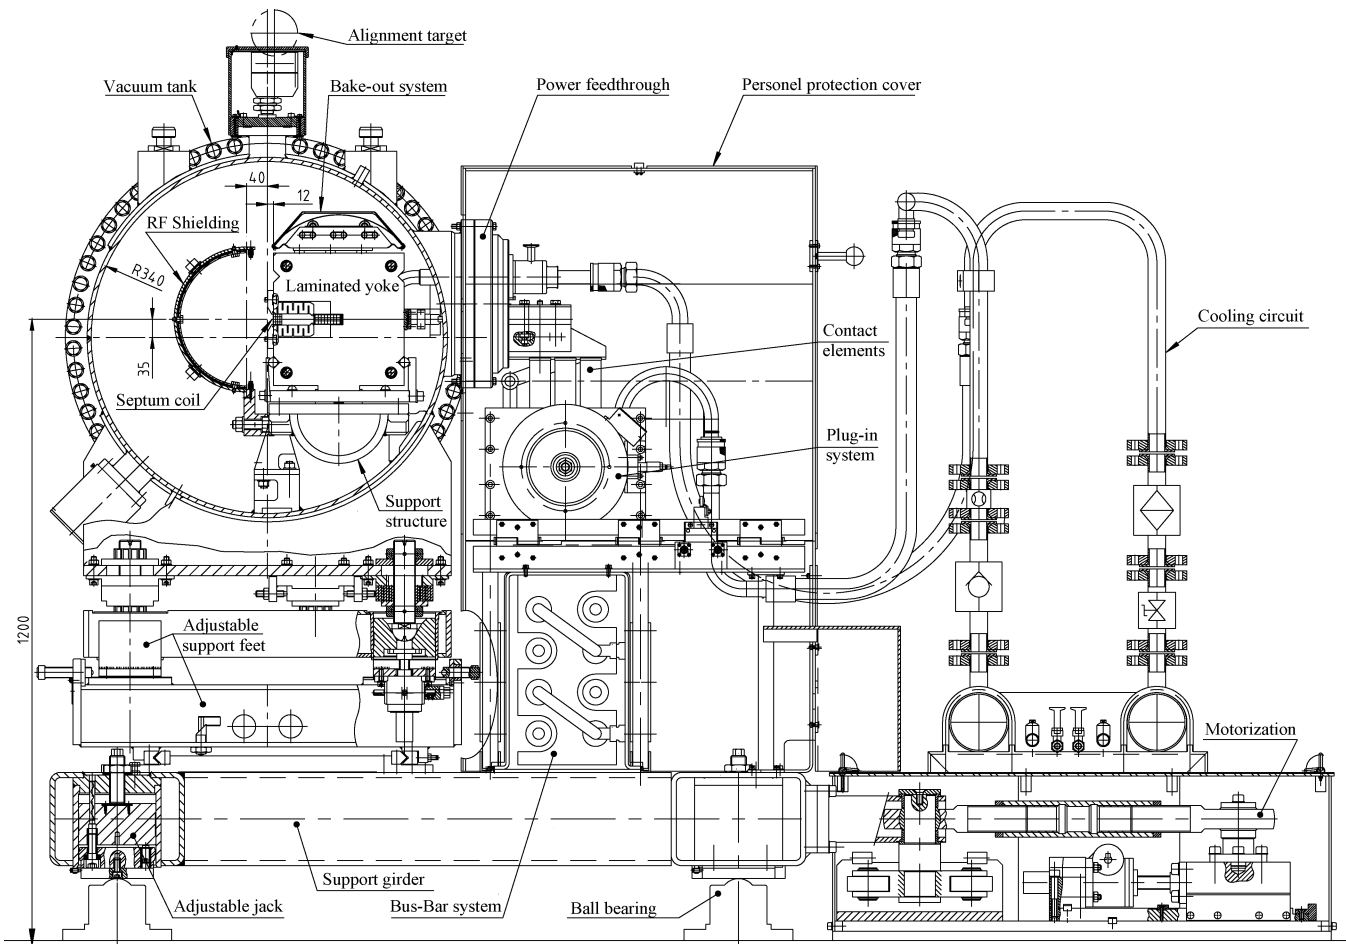 Alignment target
Vacuum tank
Bake-out system
Power feedthrough
Personel protection cover
40
12
RF Shielding
R340
Laminated yoke
Cooling circuit
Contact
elements
35
Septum coil
Plug-in
system
Support
structure
1200
Adjustable
support feet
Motorization
Support girder
Adjustable jack
Bus-Bar system
Ball bearing